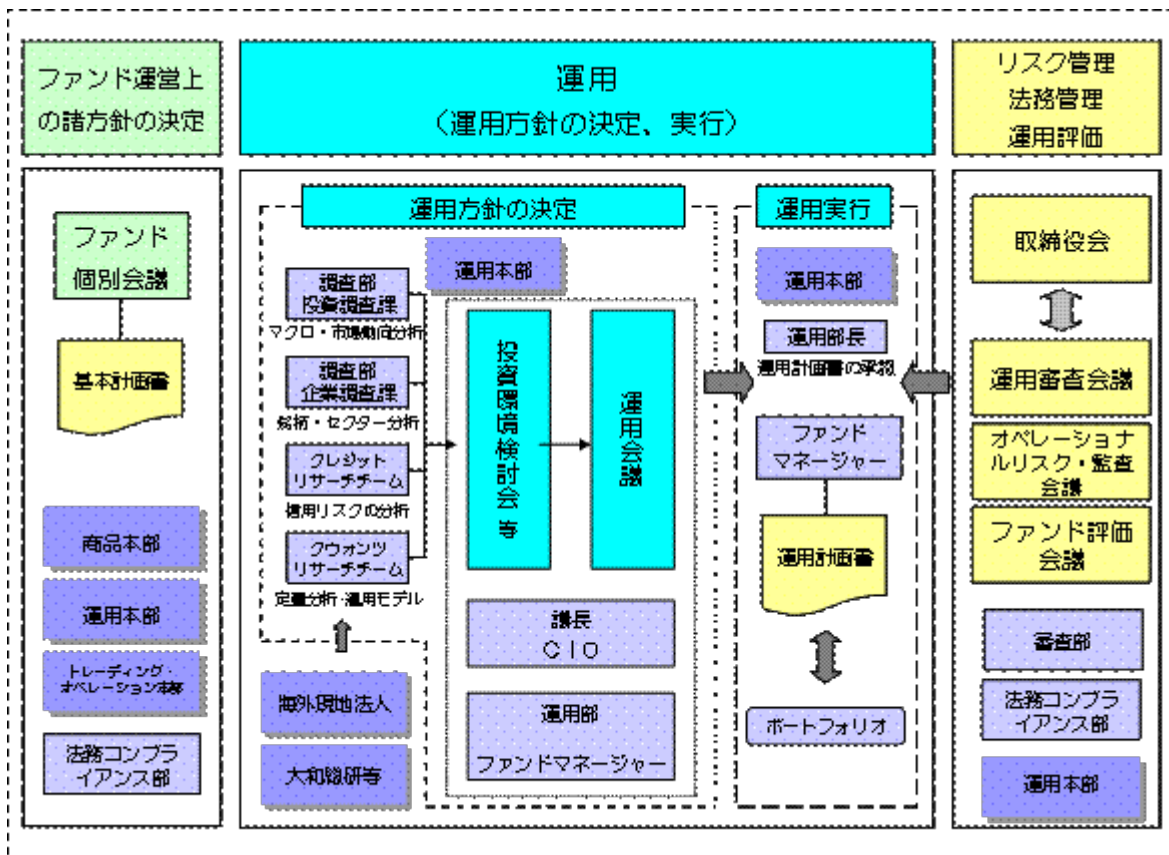 ファンド運営上
の諸方針の決定
運用
（運用方針の決定、実行）
リスク管理
法務管理
運用評価
ファンド
個別会議
基本計画書
商品本部
運用本部
トレーディング・
オペレーション本部
法務コンプラ
イアンス部
運用方針の決定
運用本部
調査部
投資調査課
マクロ・市場動向分析
調査部
企業調査課
銘柄・セクター分析
クレジット
リサーチチーム
信用リスクの分析
クウォンツ
リサーチチーム
定量分析・運用モデル
海外現地法人
大和総研等
投資環境検討会 等
運用会議
議長
ＣＩＯ
運用部
ファンドマネージャー
運用実行
運用本部
運用部長
運用計画書の承認
ファンド
マネージャー
運用計画書
ポートフォリオ
取締役会
運用審査会議
オペレーショナ
ルリスク・監査
会議
ファンド評価
会議
審査部
法務コンプラ
イアンス部
運用本部